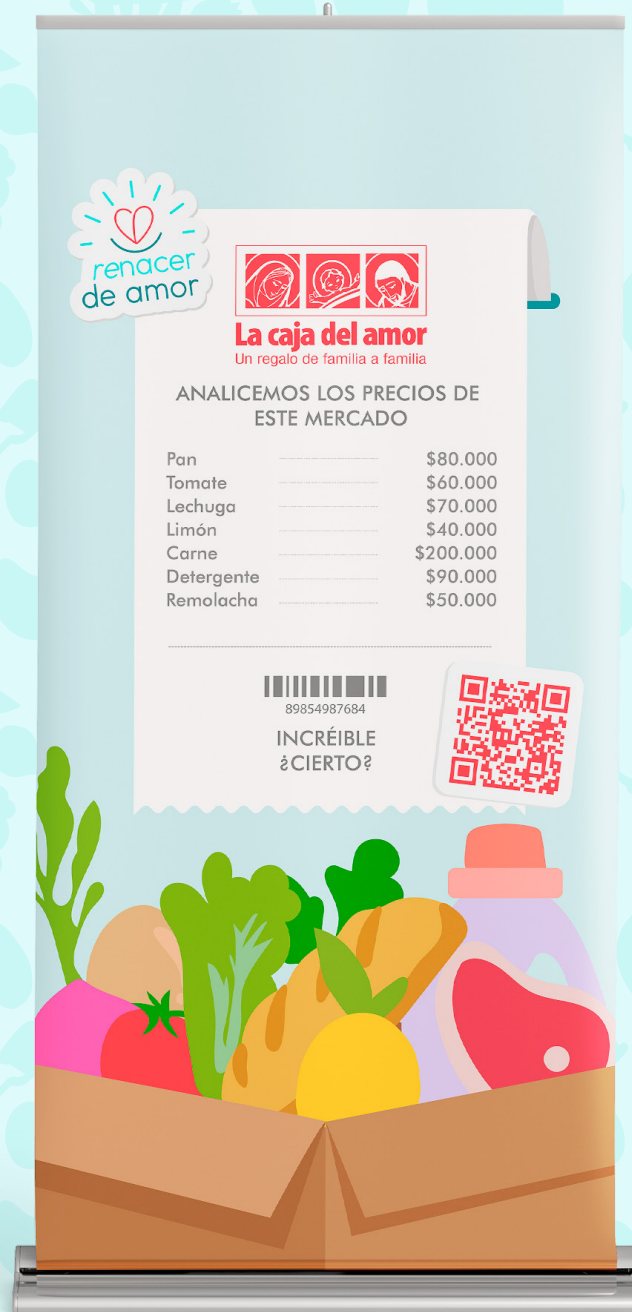 renacer
de amor
La caja del amor
Un regalo de familia a familia
ANALICEMOS LOS PRECIOS DE
ESTE MERCADO
Pan $80.000
Tomate $60.000
Lechuga $70.000
Limón $40.000
Carne $200.000
Detergente $90.000
Remolacha $50.000
89854987684
INCRÉIBLE
¿CIERTO?